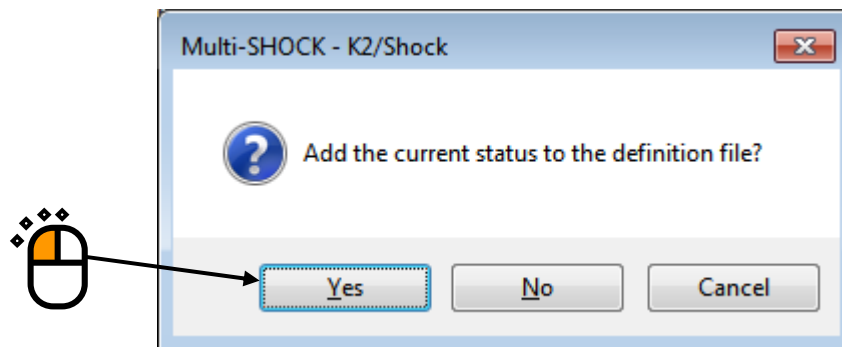 Multi-SHOCK - K2/Shock
Add the current status to the definition file?
Yes No Cancel